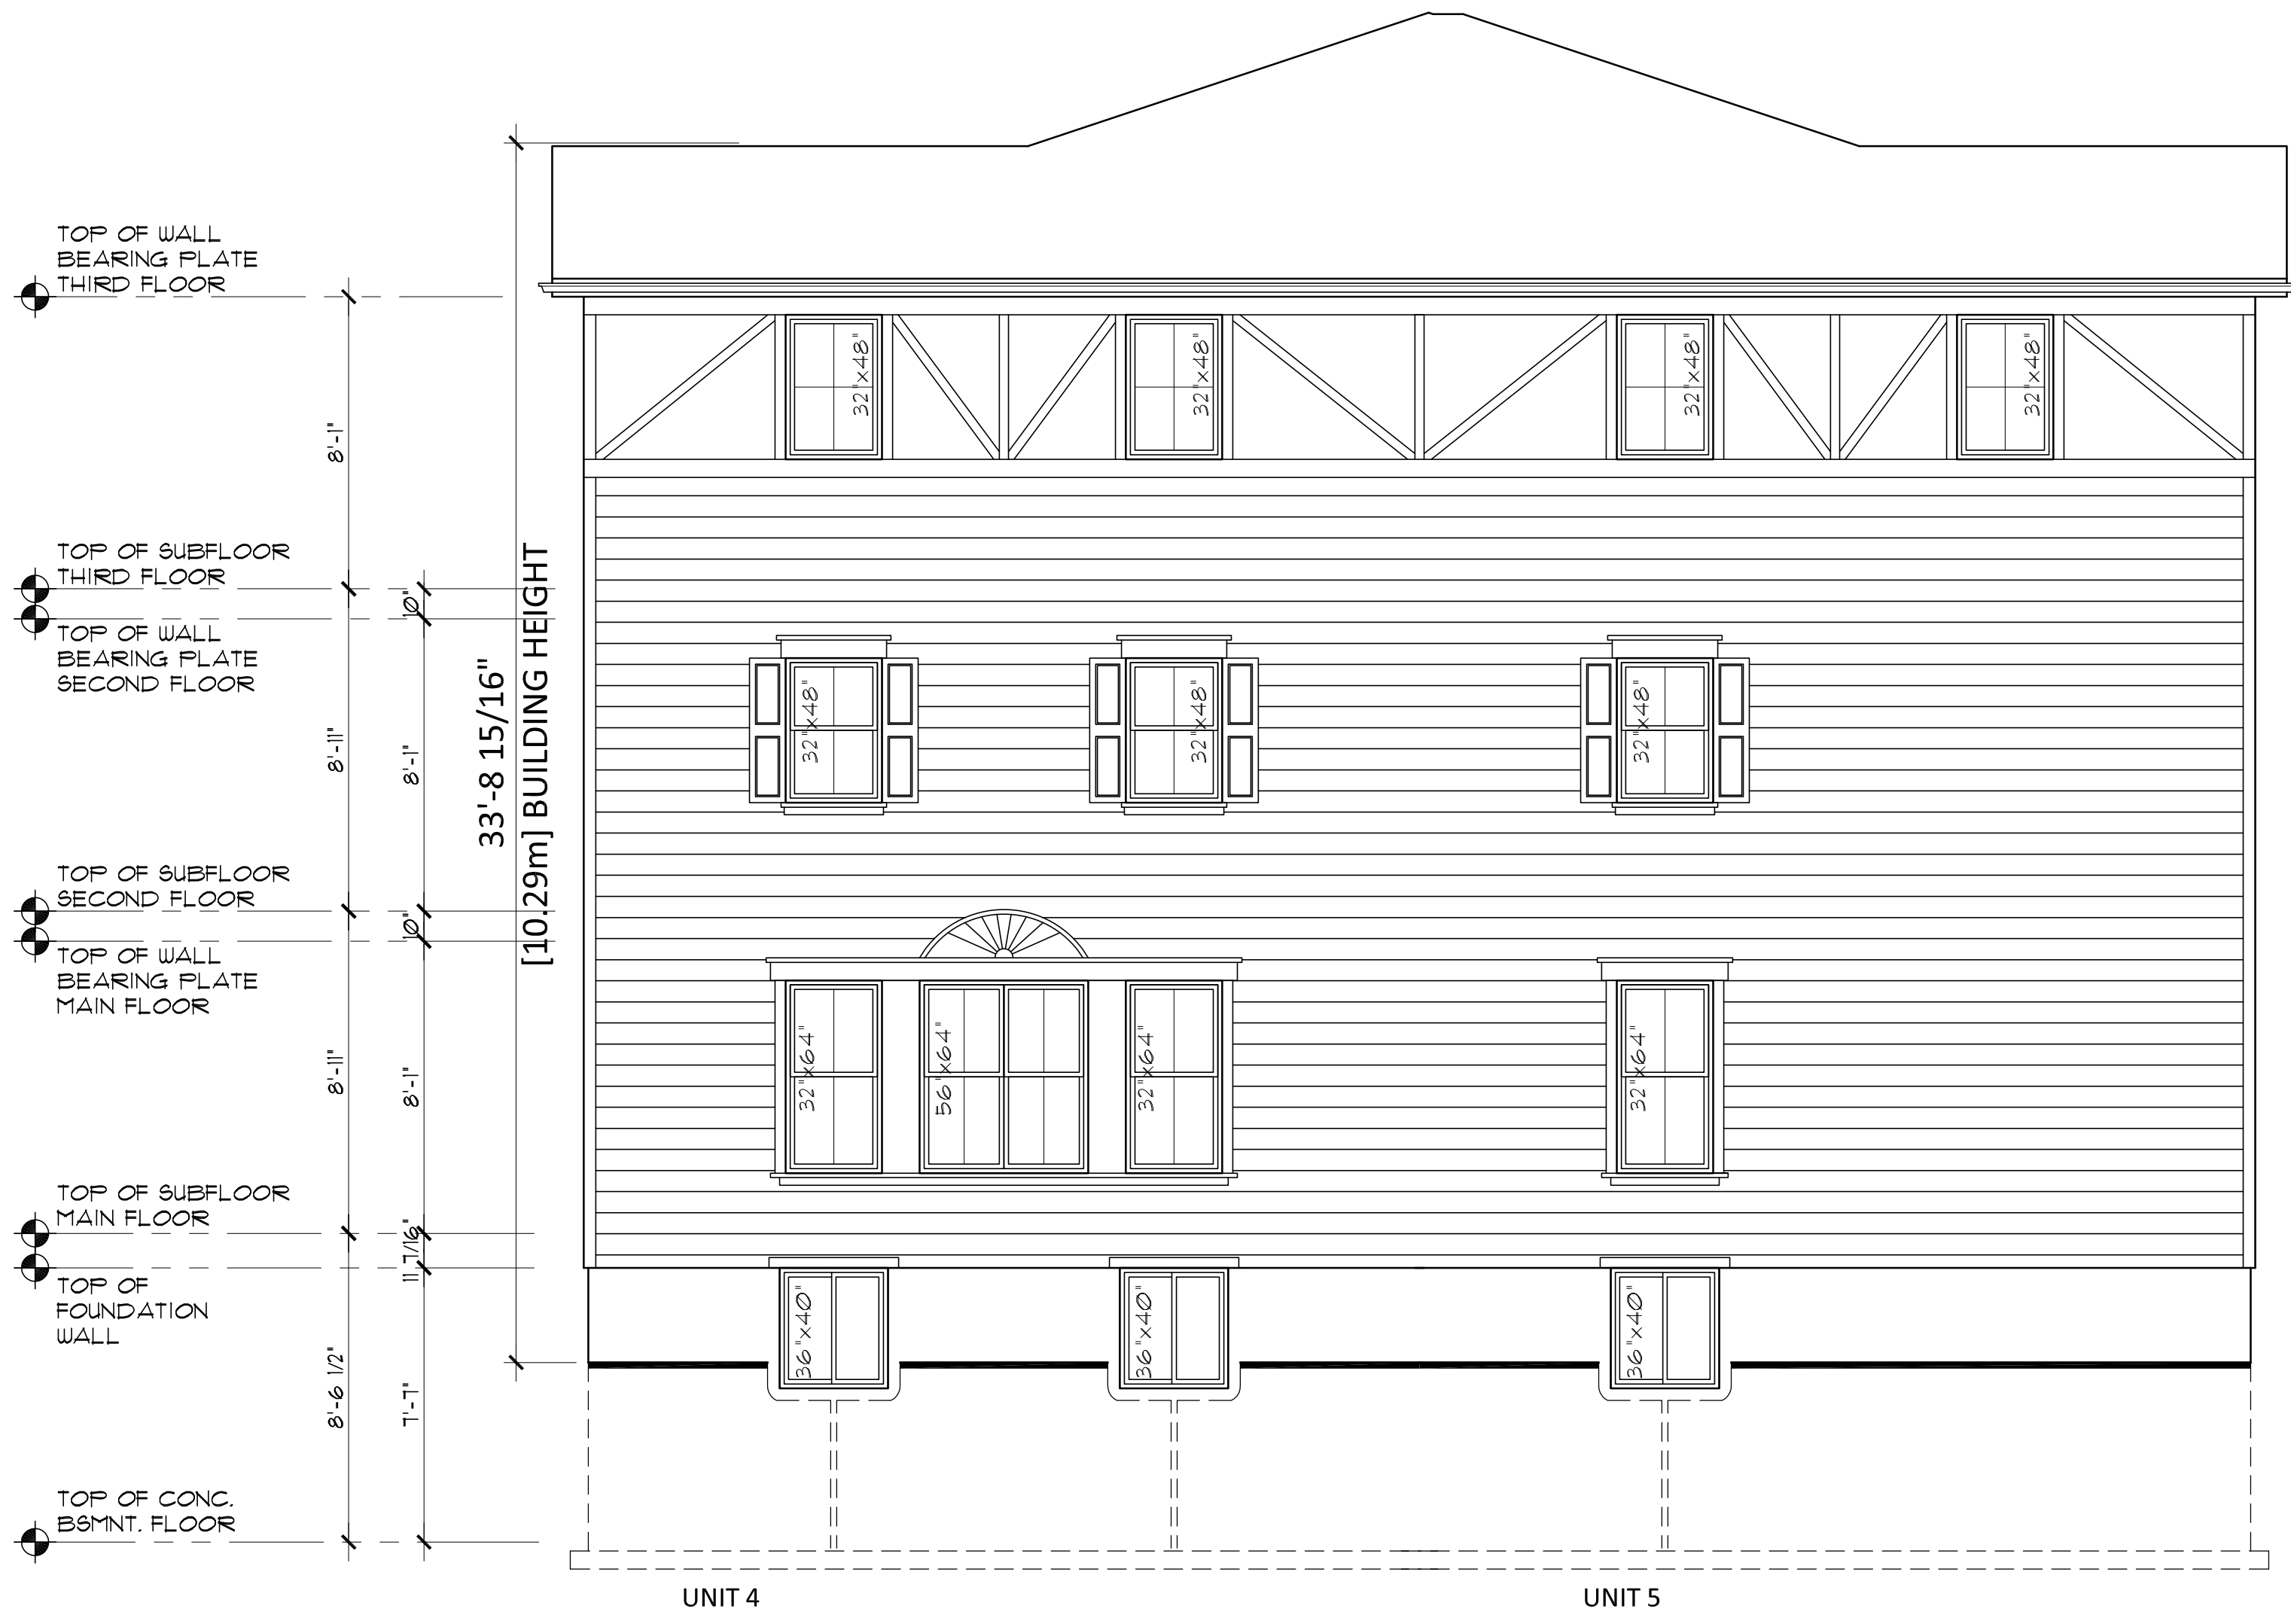 TOP OF WALL
BEARING PLATE
THIRD FLOOR
8'-1"
TOP OF SUBFLOOR
THIRD FLOOR
10"
TOP OF WALL
BEARING PLATE
SECOND FLOOR
8'-11"
8'-1"
TOP OF SUBFLOOR
SECOND FLOOR
10"
TOP OF WALL
BEARING PLATE
MAIN FLOOR
8'-11"
8'-1"
TOP OF SUBFLOOR
MAIN FLOOR
11 7/16"
TOP OF
FOUNDATION
WALL
8'-6 1/2"
7'-7"
TOP OF CONC.
BSMNT. FLOOR
33'-8 15/16"
[10.29m] BUILDING HEIGHT
32"x48"
32"x48"
32"x48"
32"x48"
32"x48"
32"x48"
32"x48"
32"x64"
56"x64"
32"x64"
32"x64"
36"x40"
36"x40"
36"x40"
UNIT 4
UNIT 5